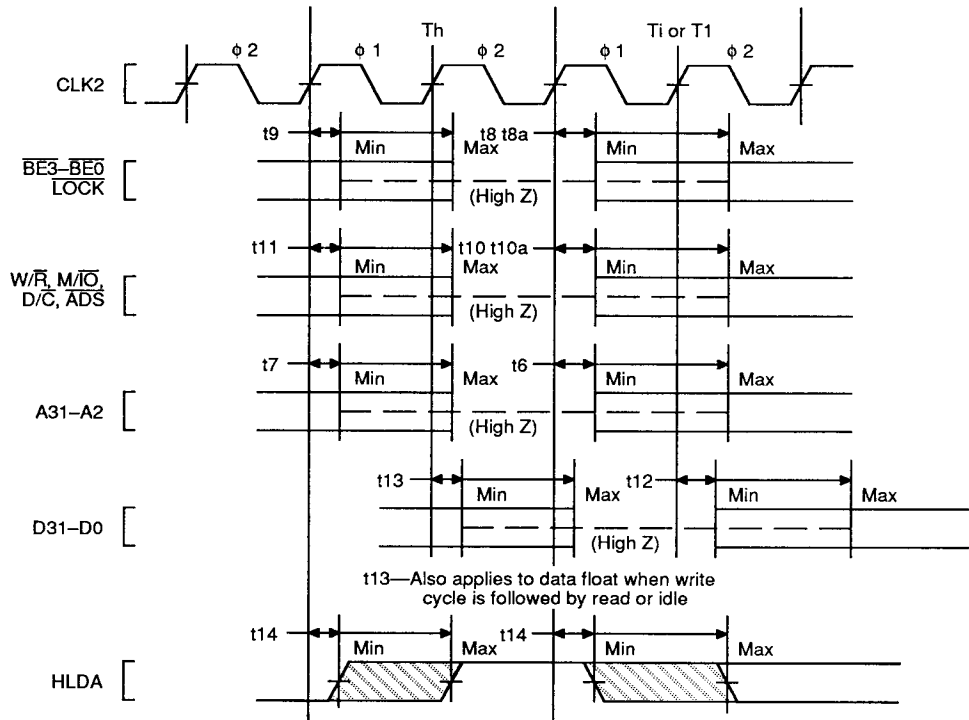 Th Ti or T1
ϕ 2 ϕ 1 ϕ 2 ϕ 1 ϕ 2
CLK2
t9 t8 t8a
Min Max Min Max
BE3–BE0
LOCK
(High Z)
t11 t10 t10a
Min Max Min Max
W/R, M/IO,
D/C, ADS
(High Z)
t7 t6
Min Max Min Max
A31–A2
(High Z)
t13 t12
Min Max Min Max
D31–D0
(High Z)
t13—Also applies to data float when write
cycle is followed by read or idle
t14 t14
Min Max Min Max
HLDA